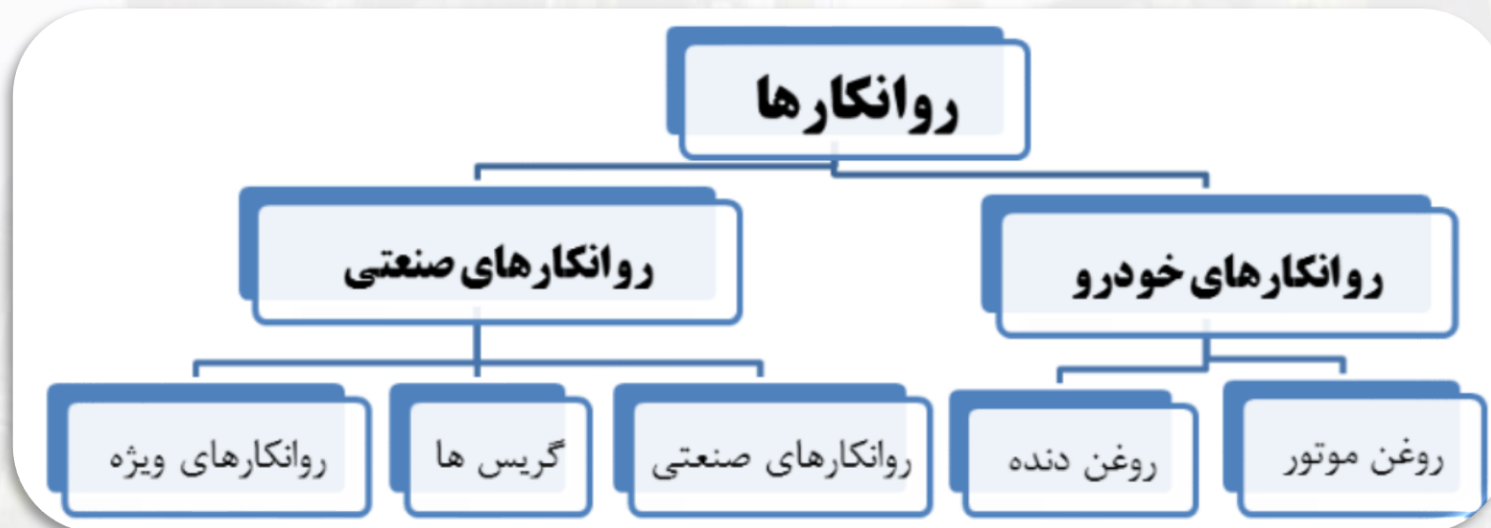 روانکارها
روانکارهای خودرو
روانکارهای صنعتی
روغن موتور
روغن دنده
روانکارهای صنعتی
گریس ها
روانکارهای ویژه